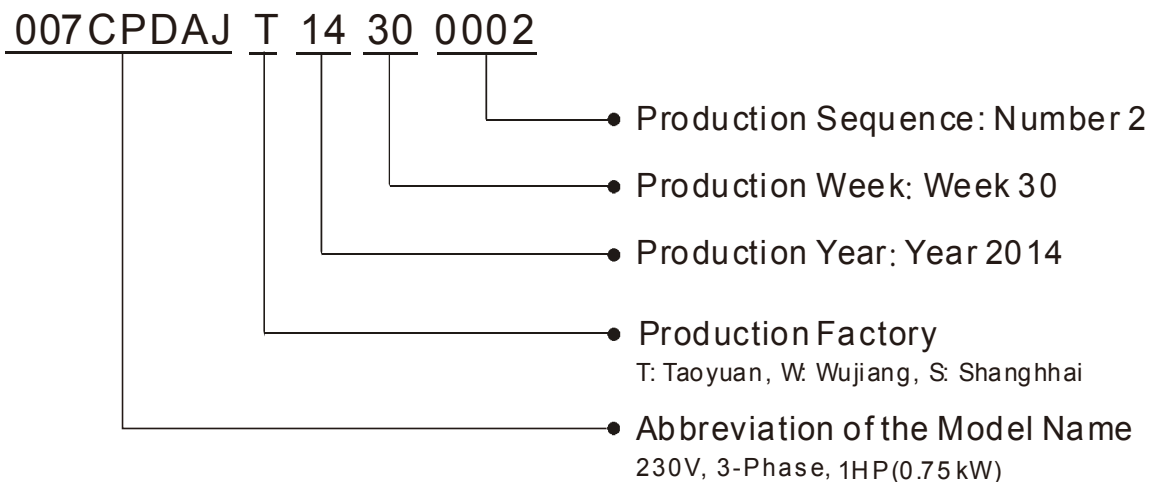 007CPDAJ T 14 30 0002
Production Sequence: Number 2
Production Week: Week 30
Production Year: Year 2014
Production Factory
T: Taoyuan, W: Wujiang, S: Shanghhai
Abbreviation of the Model Name
230V, 3-Phase, 1HP(0.75 kW)